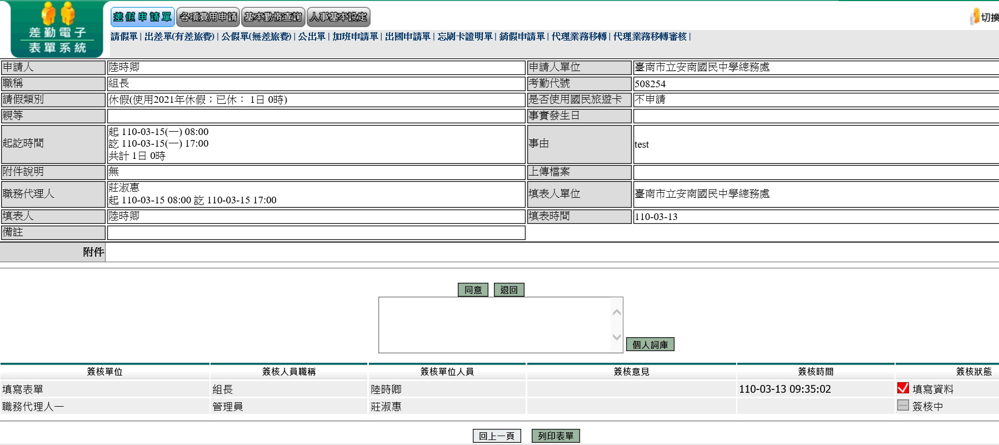 差勤電子
表單系統
差假申請單 各項費用申請 基本勤惰查詢 人事基本設定
切換
請假單 | 出差單(有差旅費) | 公假單(無差旅費) | 公出單 | 加班申請單 | 出國申請單 | 忘刷卡證明單 | 銷假申請單 | 代理業務移轉 | 代理業務移轉審核 |
申請人 陸時卿 申請人單位 臺南市立安南國民中學總務處
職稱 組長 考勤代號 508254
請假類別 休假(使用2021年休假；已休： 1日 0時) 是否使用國民旅遊卡 不申請
親等 事實發生日
起訖時間 起 110-03-15(一) 08:00
訖 110-03-15(一) 17:00
共計 1日 0時
事由 test
附件說明 無 上傳檔案
職務代理人 莊淑惠
起 110-03-15 08:00 訖 110-03-15 17:00
填表人單位 臺南市立安南國民中學總務處
填表人 陸時卿 填表時間 110-03-13
備註
附件
同意 退回
個人詞庫
簽核單位 簽核人員職稱 簽核單位人員 簽核意見 簽核時間 簽核狀態
填寫表單 組長 陸時卿 110-03-13 09:35:02 填寫資料
職務代理人一 管理員 莊淑惠 簽核中
回上一頁 列印表單